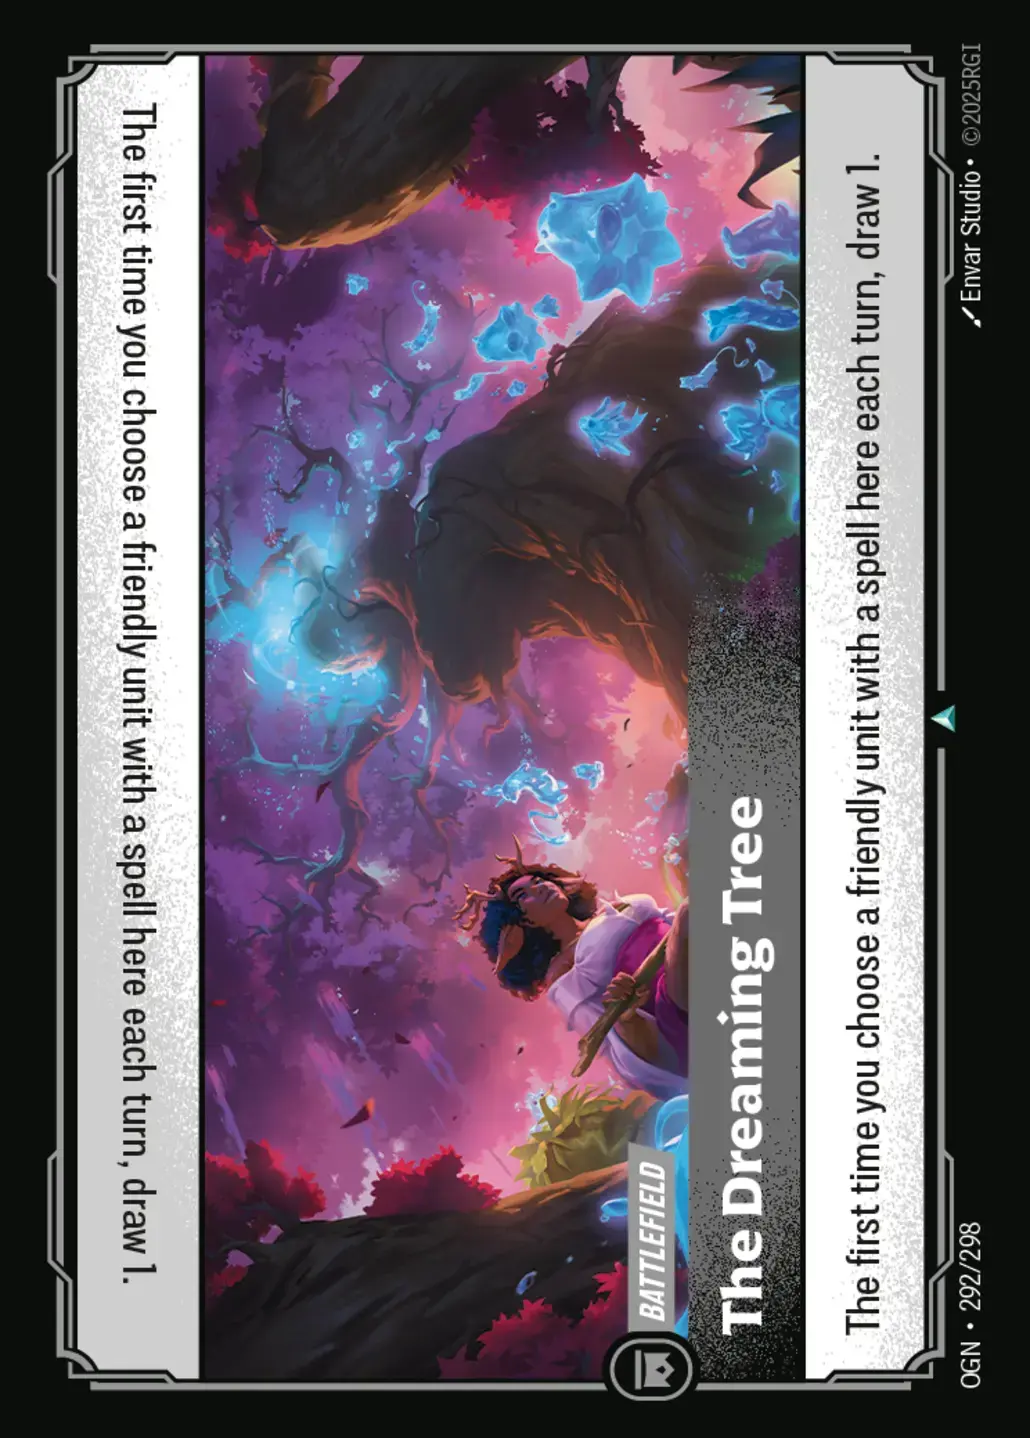 The first time you choose a friendly unit with a spell here each turn, draw 1.
BATTLEFIELD
The Dreaming Tree
The first time you choose a friendly unit with a spell here each turn, draw 1.
OGN • 292/298
Envar Studio • ©2025RGI